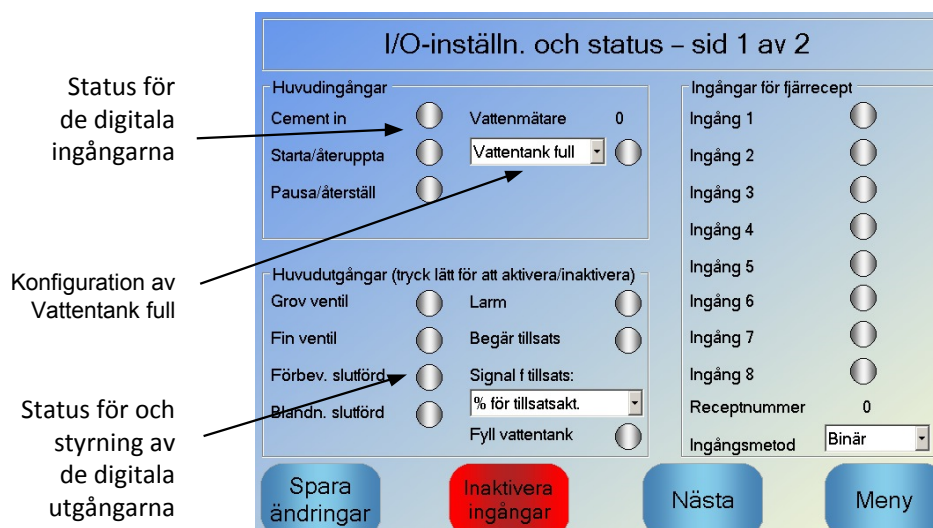 I/O-inställn. och status – sid 1 av 2
Status för
de digitala
ingångarna
Konfiguration av
Vattentank full
Status för och
styrning av
de digitala
utgångarna
Huvudingångar
Cement in
Vattenmätare 0
Starta/återuppta
Vattentank full
Pausa/återställ
Huvudutgångar (tryck lätt för att aktivera/inaktivera)
Grov ventil
Larm
Fin ventil
Begär tillsats
Förbev. slutförd
Signal f tillsats:
% för tillsatsakt.
Blandn. slutförd
Fyll vattentank
Ingångar för fjärrecept
Ingång 1
Ingång 2
Ingång 3
Ingång 4
Ingång 5
Ingång 6
Ingång 7
Ingång 8
Receptnummer 0
Ingångsmetod Binär
Spara
ändringar
Inaktivera
ingångar
Nästa
Meny